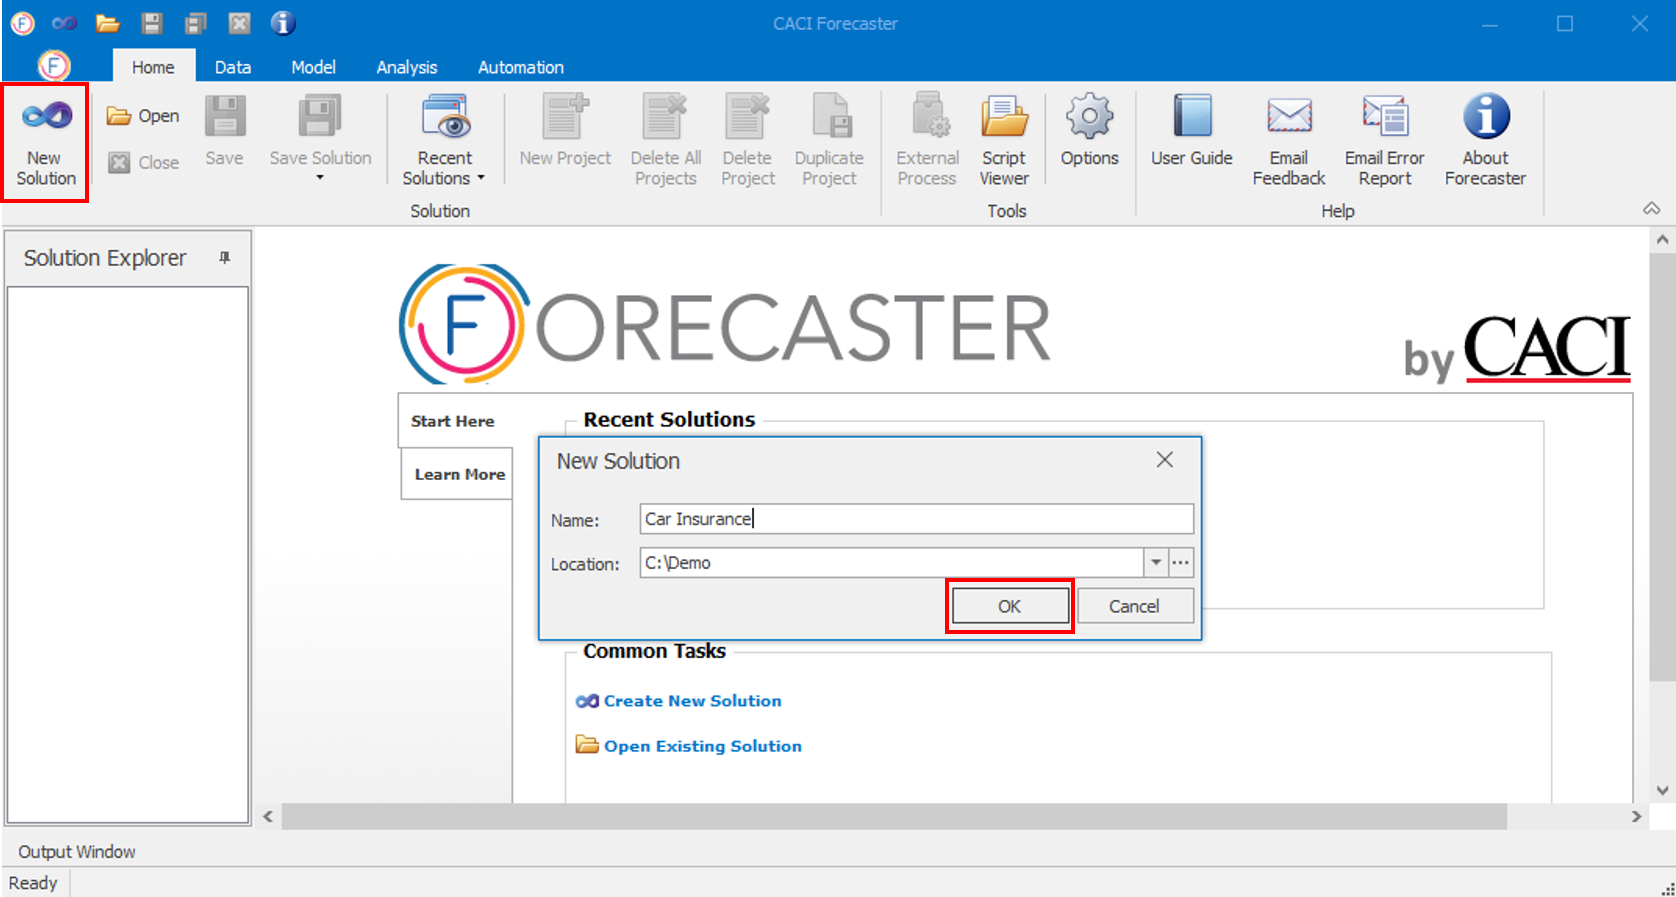 CACI Forecaster
Home Data Model Analysis Automation
New Solution
Open
Close
Save
Save Solution
Recent Solutions
New Project
Delete All Projects
Delete Project
Duplicate Project
External Process
Script Viewer
Options
User Guide
Email Feedback
Email Error Report
About Forecaster
Solution Tools Help
Solution Explorer
FORECASTER
by CACI
Start Here
Learn More
Recent Solutions
New Solution
Name: Car Insurance
Location: C:\Demo
OK Cancel
Common Tasks
Create New Solution
Open Existing Solution
Output Window
Ready